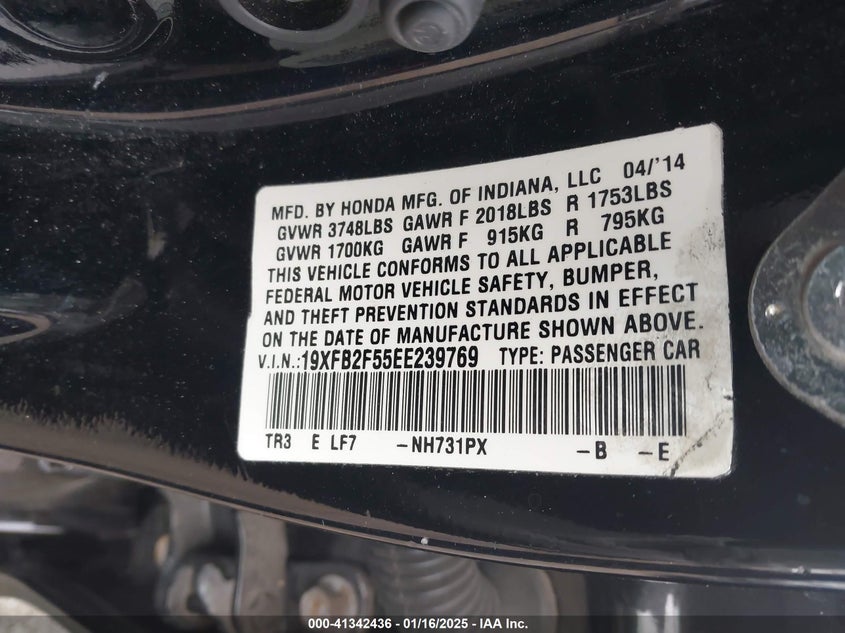 MFD. BY HONDA MFG. OF INDIANA, LLC 04/'14
GVWR 3748LBS GAWR F 2018LBS R 1753LBS
GVWR 1700KG GAWR F 915KG R 795KG
THIS VEHICLE CONFORMS TO ALL APPLICABLE
FEDERAL MOTOR VEHICLE SAFETY, BUMPER,
AND THEFT PREVENTION STANDARDS IN EFFECT
ON THE DATE OF MANUFACTURE SHOWN ABOVE.
V.I.N.:19XFB2F55EE239769 TYPE: PASSENGER CAR
TR3 E LF7 -NH731PX -B -E
000-41342436 - 01/16/2025 - IAA Inc.